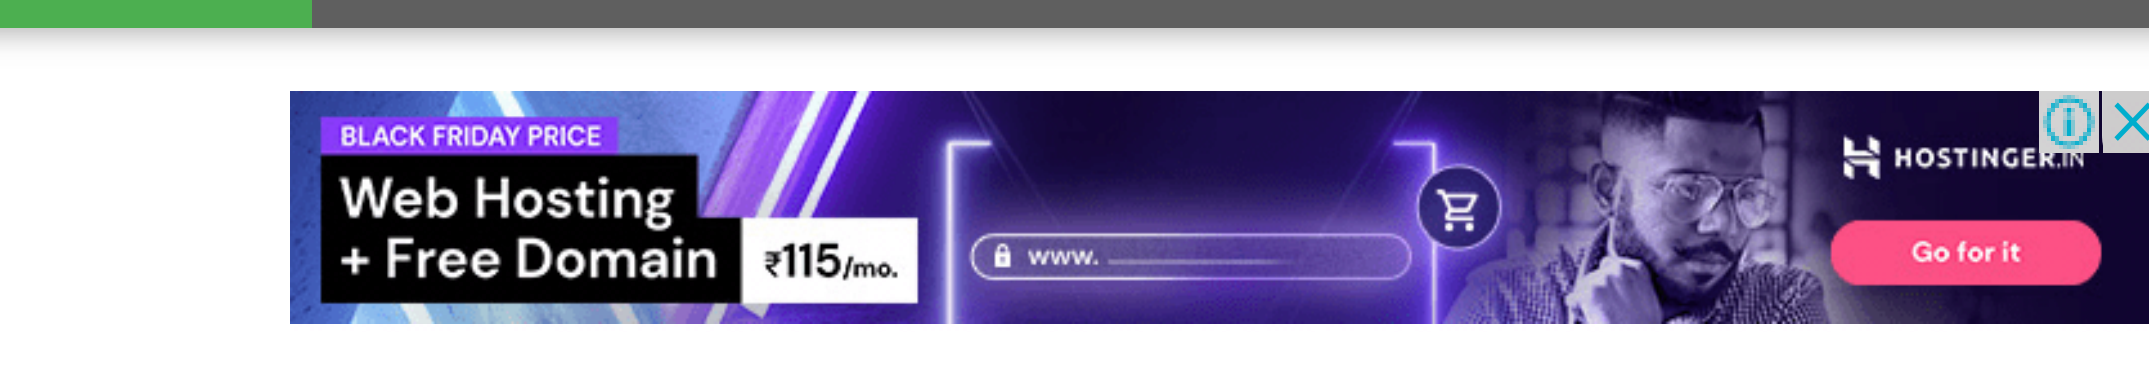 BLACK FRIDAY PRICE
Web Hosting
+ Free Domain
₹115/mo.
www.
HOSTINGER.IN
Go for it